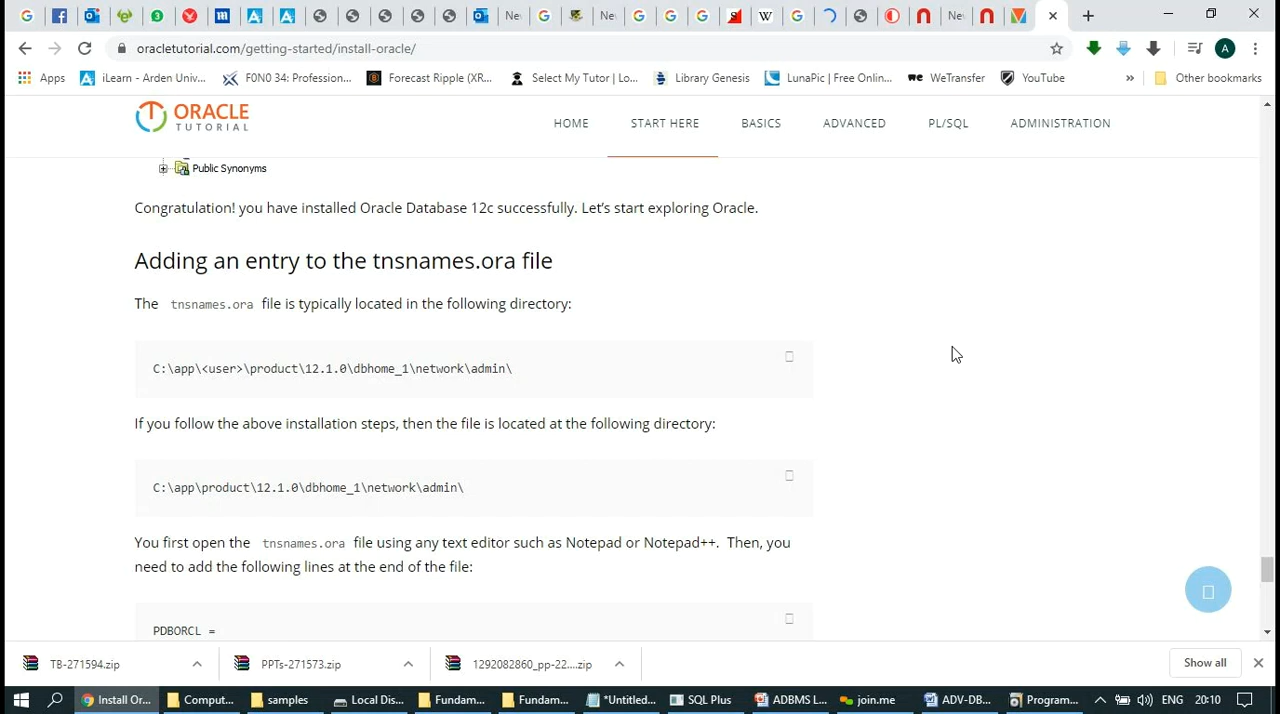 Ne
Ne
Ne
oracletutorial.com/getting-started/install-oracle/
A
Apps
iLearn - Arden Univ...
F0N0 34: Profession...
Forecast Ripple (XR...
Select My Tutor | Lo...
Library Genesis
LunaPic | Free Onlin...
WeTransfer
YouTube
»
Other bookmarks
ORACLE
TUTORIAL
HOME
START HERE
BASICS
ADVANCED
PL/SQL
ADMINISTRATION
Public Synonyms
Congratulation! you have installed Oracle Database 12c successfully. Let's start exploring Oracle.
Adding an entry to the tnsnames.ora file
The tnsnames.ora file is typically located in the following directory:
C:\app\<user>\product\12.1.0\dbhome_1\network\admin\
If you follow the above installation steps, then the file is located at the following directory:
C:\app\product\12.1.0\dbhome_1\network\admin\
You first open the tnsnames.ora file using any text editor such as Notepad or Notepad++. Then, you
need to add the following lines at the end of the file:
PDBORCL =
TB-271594.zip
PPTs-271573.zip
1292082860_pp-22....zip
Show all
Install Or...
Comput...
samples
Local Dis...
Fundam...
Fundam...
*Untitled...
SQL Plus
ADBMS L...
join.me
ADV-DB...
Program...
ENG
20:10